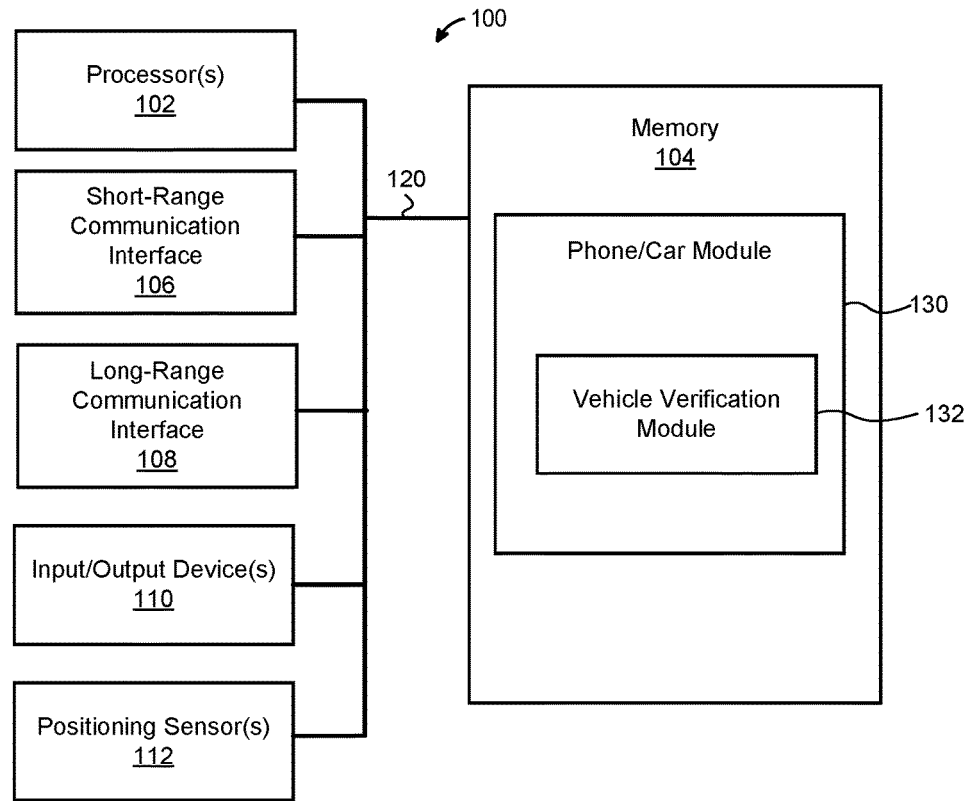 100
Processor(s)
102
Short-Range
Communication
Interface
106
Long-Range
Communication
Interface
108
Input/Output Device(s)
110
Positioning Sensor(s)
112
120
Memory
104
Phone/Car Module
130
Vehicle Verification
Module
132